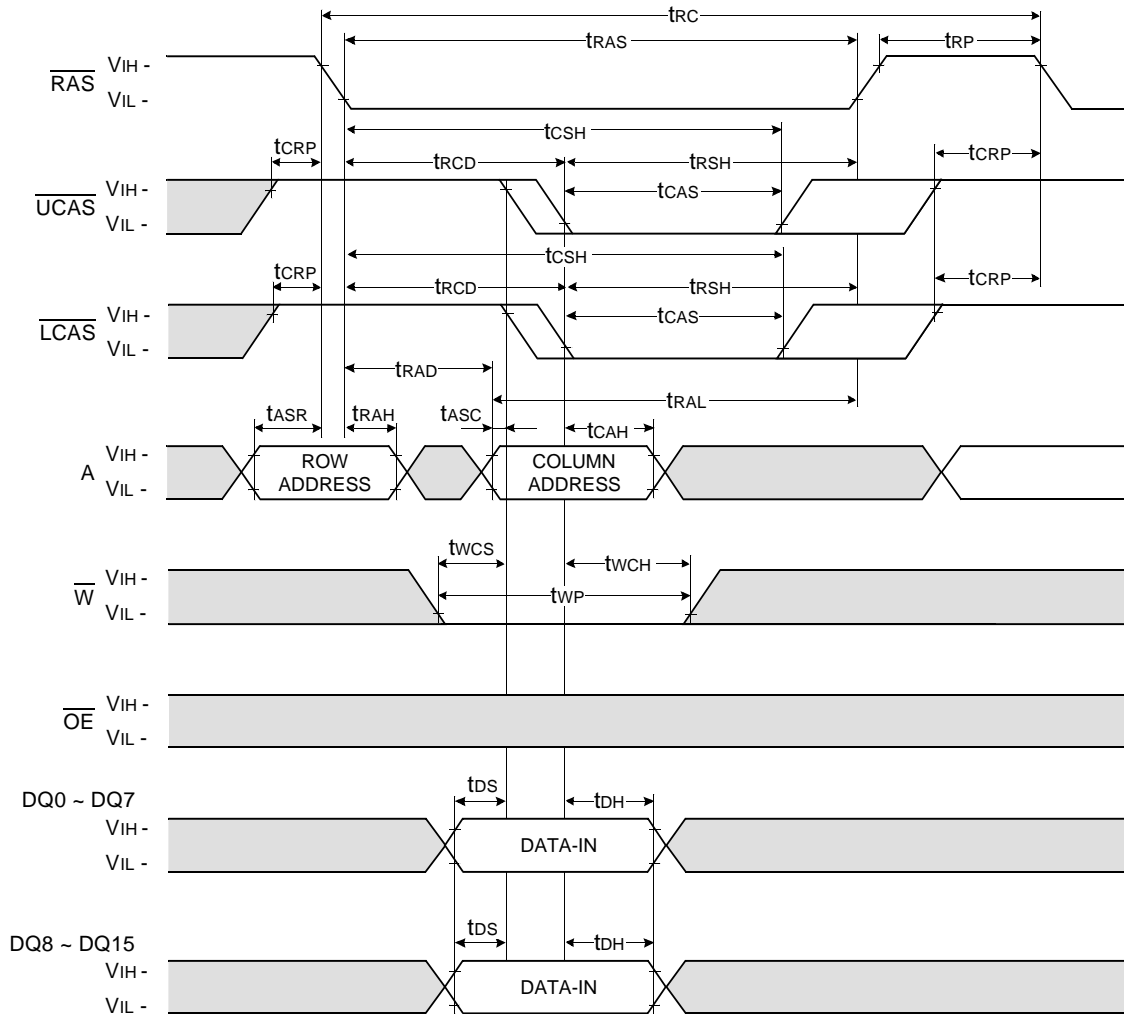 tRC
tRAS
tRP
RAS
VIH -
VIL -
tCSH
tCRP
tRCD
tRSH
tCRP
UCAS
VIH -
VIL -
tCAS
tCSH
tCRP
tRCD
tRSH
tCRP
LCAS
VIH -
VIL -
tCAS
tRAD
tRAL
tASR
tRAH
tASC
tCAH
A
VIH -
VIL -
ROW
ADDRESS
COLUMN
ADDRESS
tWCS
tWCH
W
VIH -
VIL -
tWP
OE
VIH -
VIL -
DQ0 ~ DQ7
tDS
tDH
VIH -
VIL -
DATA-IN
DQ8 ~ DQ15
tDS
tDH
VIH -
VIL -
DATA-IN